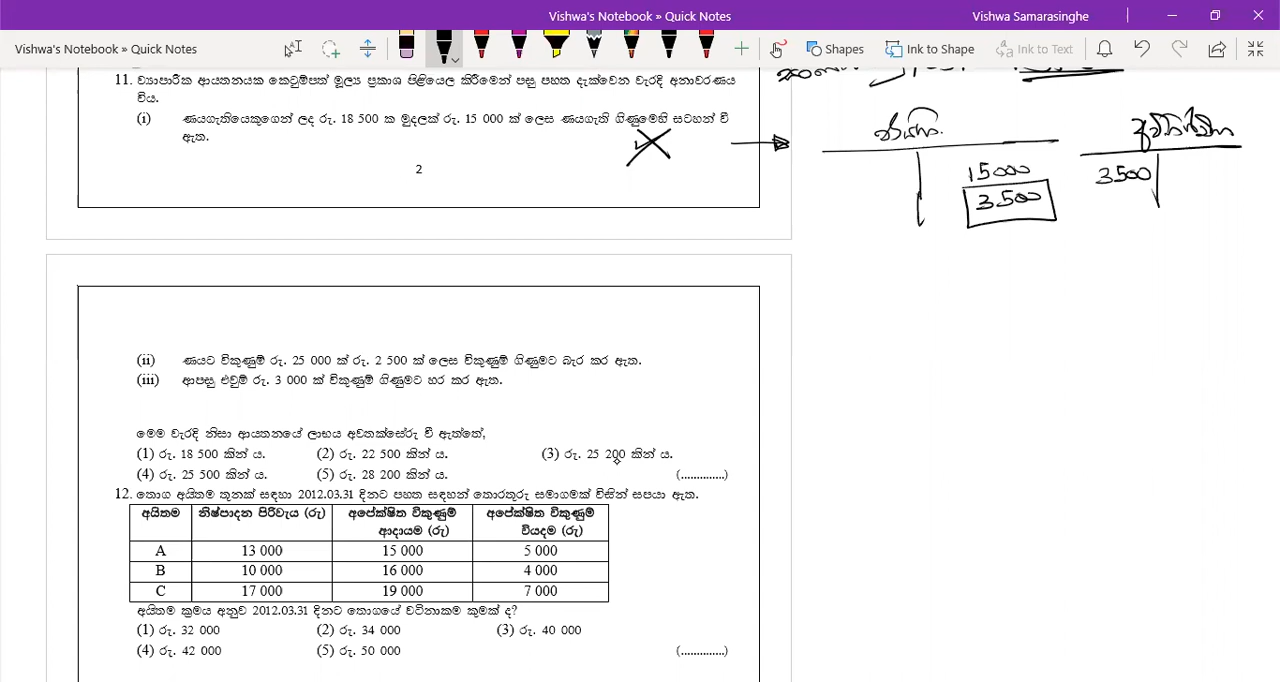 Vishwa's Notebook » Quick Notes
Vishwa Samarasinghe
Vishwa's Notebook » Quick Notes
Shapes
Ink to Shape
Ink to Text
11. ව්‍යාපාරික ආයතනයක කෙටුම්පත් මූල්‍ය ප්‍රකාශ පිළියෙල කිරීමෙන් පසු පහත දැක්වෙන වැරදි අනාවරණය
විය.
(i) ණයගැතියෙකුගෙන් ලද රු. 18 500 ක මුදලක් රු. 15 000 ක් ලෙස ණයගැති ගිණුමෙහි සටහන් වී
ඇත.
2
15000
3500
3500
(ii) ණයට විකුණුම් රු. 25 000 ක් රු. 2 500 ක් ලෙස විකුණුම් ගිණුමට බැර කර ඇත.
(iii) ආපසු එවුම් රු. 3 000 ක් විකුණුම් ගිණුමට හර කර ඇත.
මෙම වැරදි නිසා ආයතනයේ ලාභය අවතක්සේරු වී ඇත්තේ,
(1) රු. 18 500 කින් ය. (2) රු. 22 500 කින් ය. (3) රු. 25 200 කින් ය.
(4) රු. 25 500 කින් ය. (5) රු. 28 200 කින් ය. (..............)
12. තොග අයිතම තුනක් සඳහා 2012.03.31 දිනට පහත සඳහන් තොරතුරු සමාගමක් විසින් සපයා ඇත.
අයිතම නිෂ්පාදන පිරිවැය (රු) අපේක්ෂිත විකුණුම් අපේක්ෂිත විකුණුම්
ආදායම (රු) වියදම (රු)
A 13 000 15 000 5 000
B 10 000 16 000 4 000
C 17 000 19 000 7 000
අයිතම ක්‍රමය අනුව 2012.03.31 දිනට තොගයේ වටිනාකම කුමක් ද?
(1) රු. 32 000 (2) රු. 34 000 (3) රු. 40 000
(4) රු. 42 000 (5) රු. 50 000 (..............)